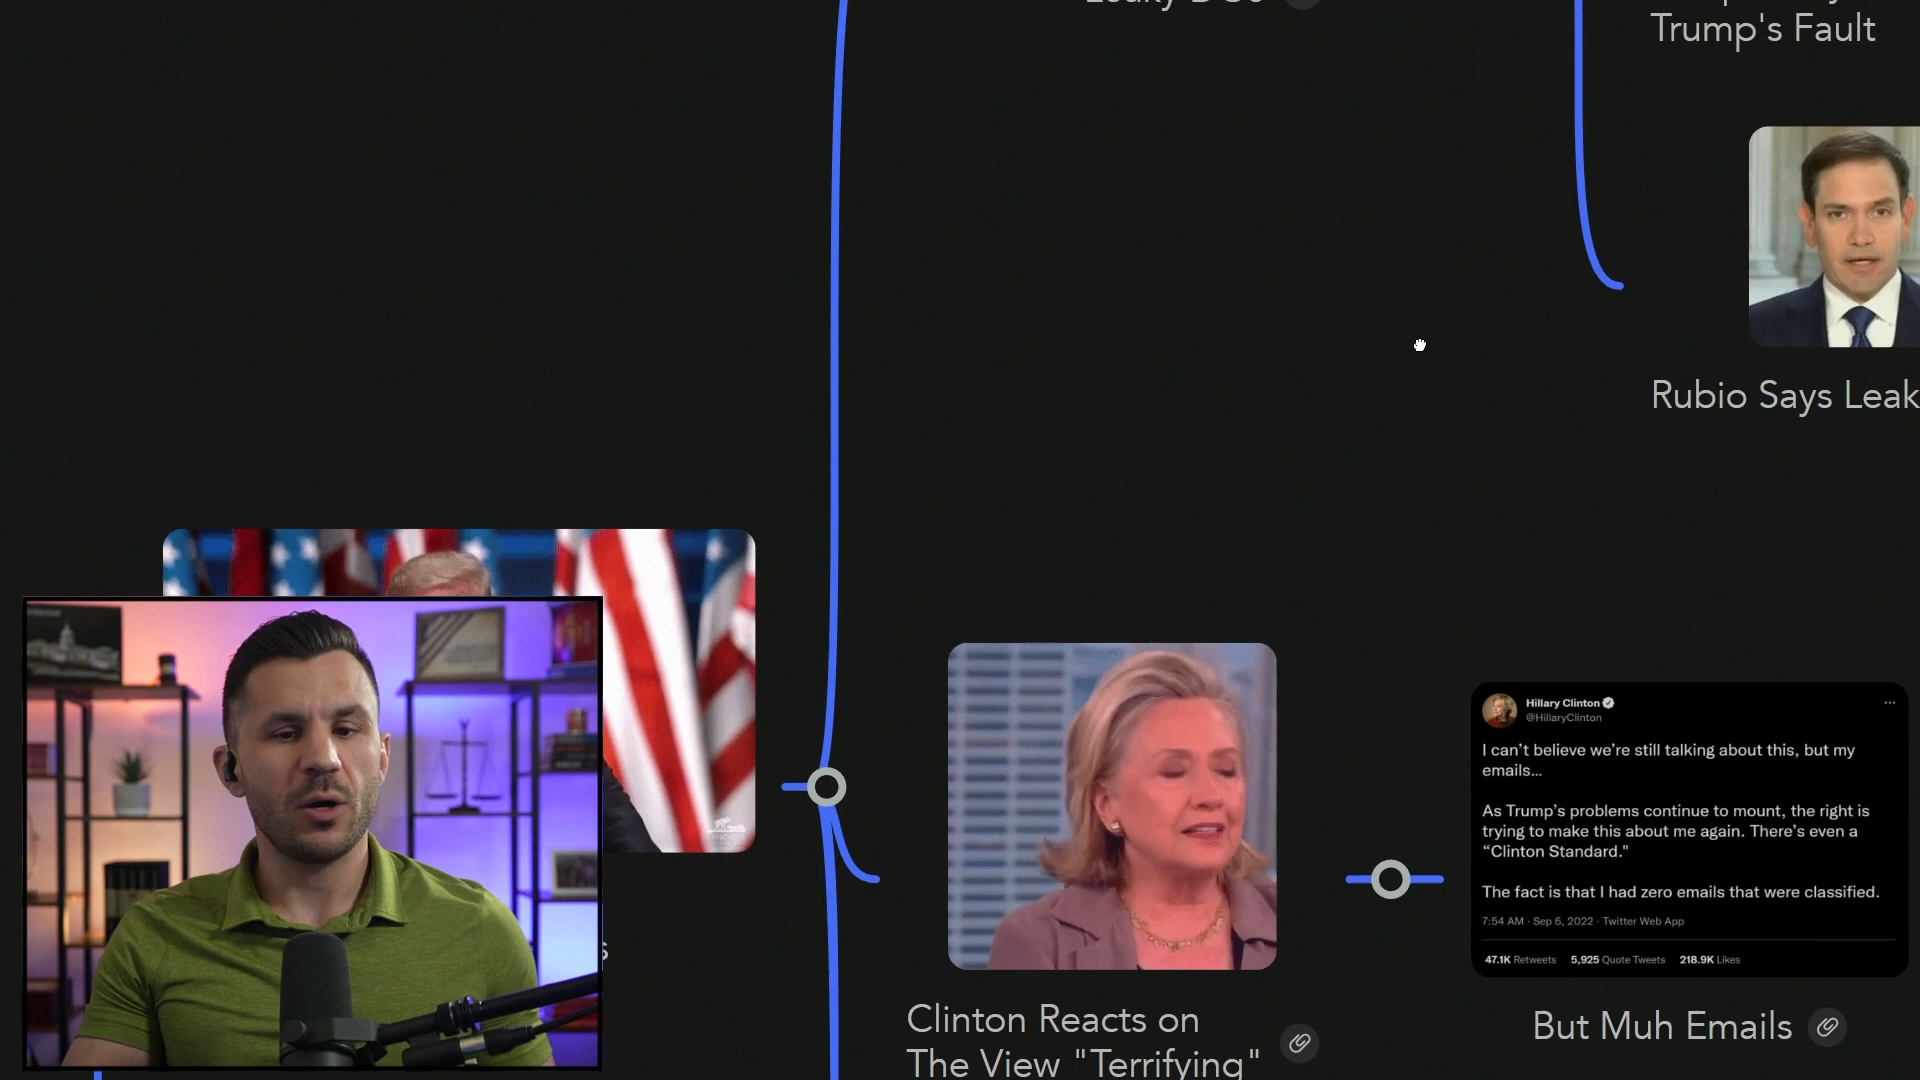 Trump's Fault
Rubio Says Leak
Hillary Clinton
@HillaryClinton
I can't believe we're still talking about this, but my
emails...
As Trump's problems continue to mount, the right is
trying to make this about me again. There's even a
“Clinton Standard."
The fact is that I had zero emails that were classified.
7:54 AM · Sep 6, 2022 · Twitter Web App
47.1K Retweets 5,925 Quote Tweets 218.9K Likes
Clinton Reacts on
The View "Terrifying"
But Muh Emails